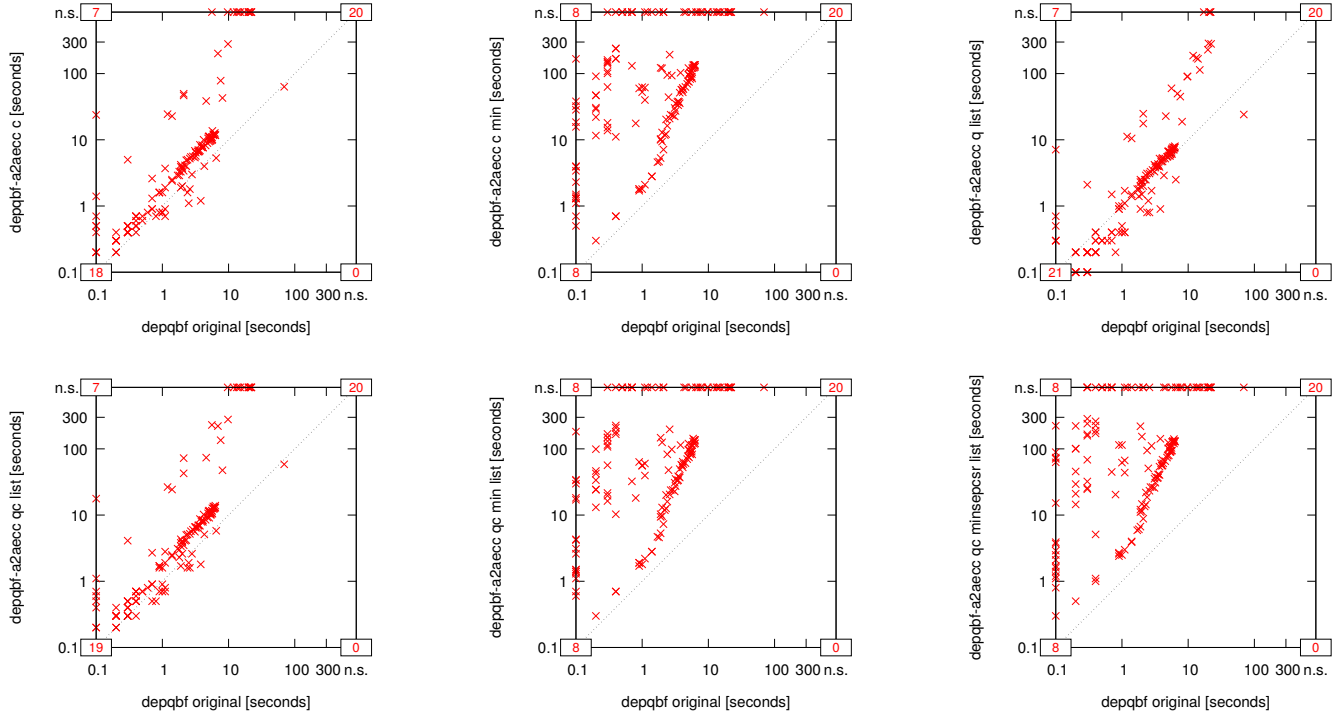 n.s. 7 20
300
100
10
1
0.1 18 0
0.1 1 10 100 300 n.s.
depqbf-a2aecc c [seconds]
depqbf original [seconds]
n.s. 8 20
300
100
10
1
0.1 8 0
0.1 1 10 100 300 n.s.
depqbf-a2aecc c min [seconds]
depqbf original [seconds]
n.s. 7 20
300
100
10
1
0.1 21 0
0.1 1 10 100 300 n.s.
depqbf-a2aecc q list [seconds]
depqbf original [seconds]
n.s. 7 20
300
100
10
1
0.1 19 0
0.1 1 10 100 300 n.s.
depqbf-a2aecc qc list [seconds]
depqbf original [seconds]
n.s. 8 20
300
100
10
1
0.1 8 0
0.1 1 10 100 300 n.s.
depqbf-a2aecc qc min list [seconds]
depqbf original [seconds]
n.s. 8 20
300
100
10
1
0.1 8 0
0.1 1 10 100 300 n.s.
depqbf-a2aecc qc minsepcsr list [seconds]
depqbf original [seconds]